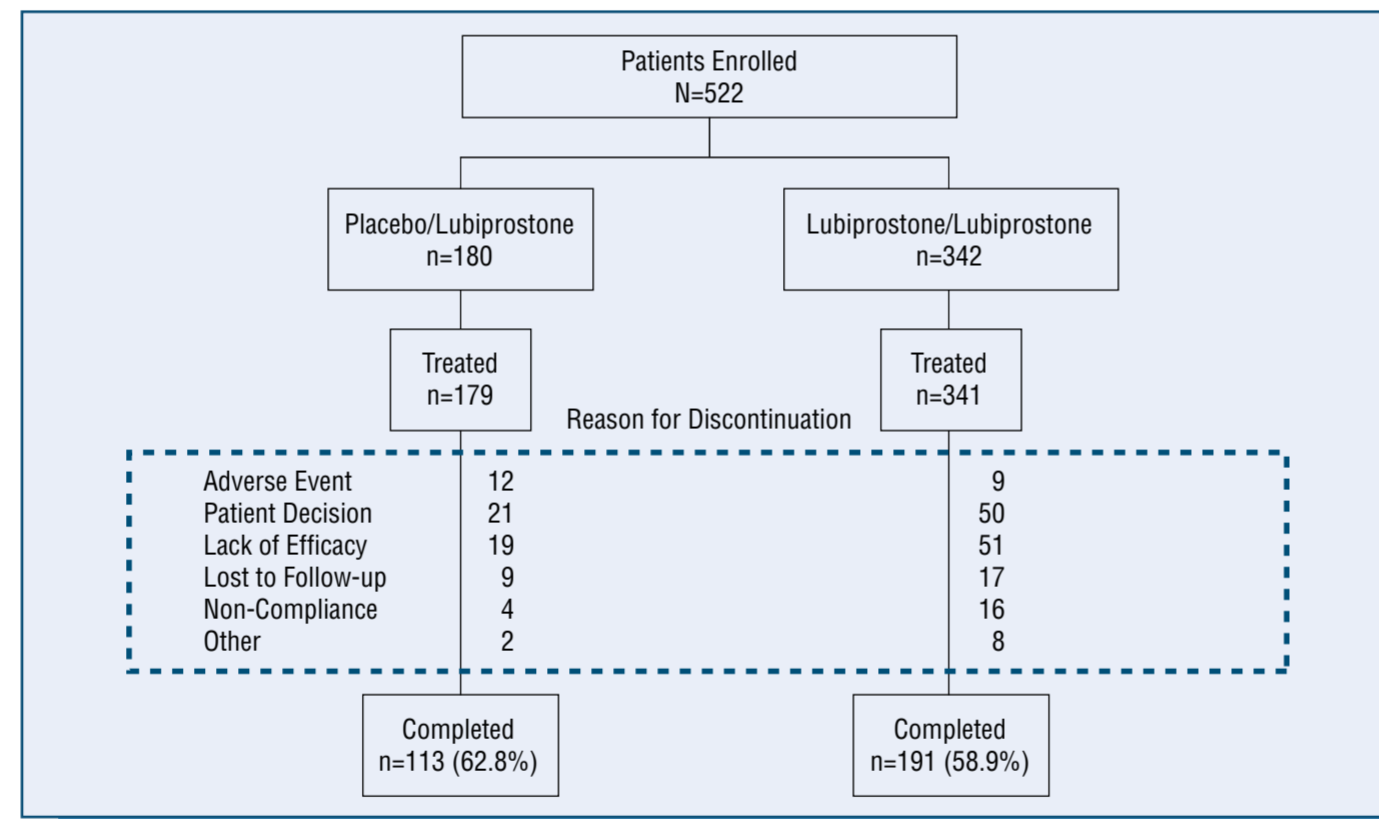 Patients Enrolled
N=522
Placebo/Lubiprostone
n=180
Lubiprostone/Lubiprostone
n=342
Treated
n=179
Treated
n=341
Reason for Discontinuation
Adverse Event 12 9
Patient Decision 21 50
Lack of Efficacy 19 51
Lost to Follow-up 9 17
Non-Compliance 4 16
Other 2 8
Completed
n=113 (62.8%)
Completed
n=191 (58.9%)